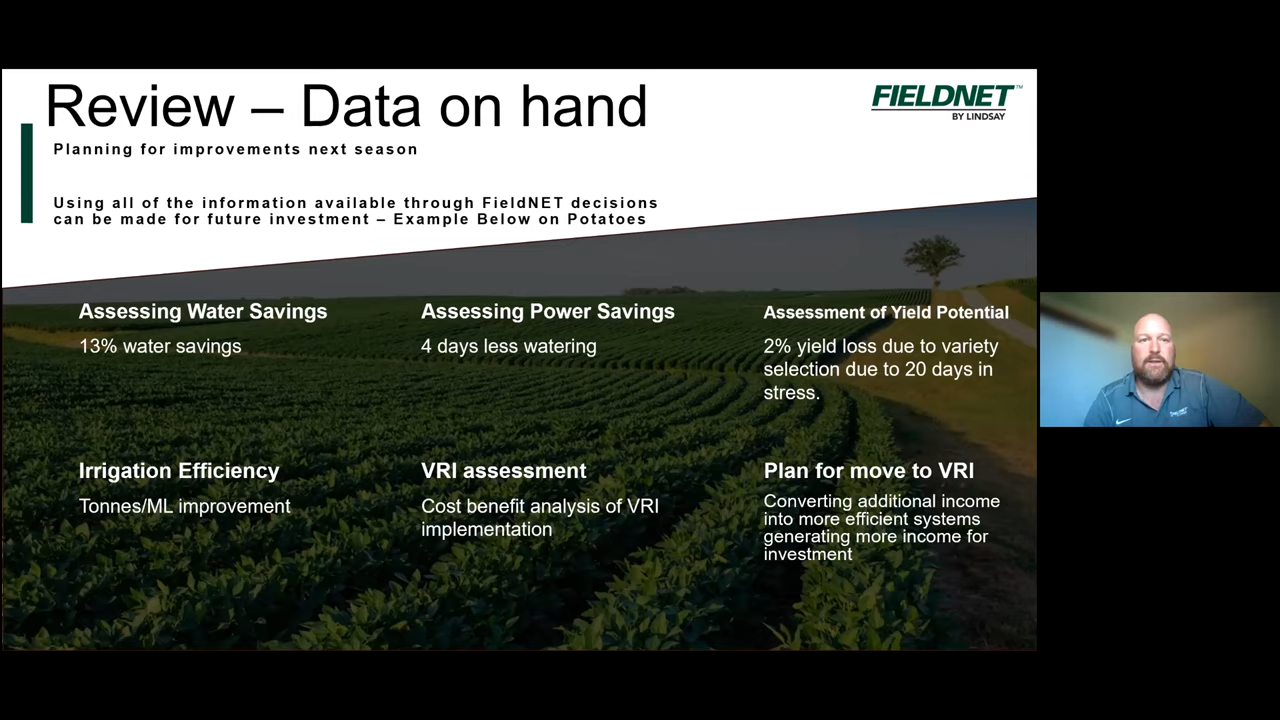 Review – Data on hand
FIELDNET™
BY LINDSAY
Planning for improvements next season
Using all of the information available through FieldNET decisions
can be made for future investment – Example Below on Potatoes
Assessing Water Savings
13% water savings
Assessing Power Savings
4 days less watering
Assessment of Yield Potential
2% yield loss due to variety
selection due to 20 days in
stress.
Irrigation Efficiency
Tonnes/ML improvement
VRI assessment
Cost benefit analysis of VRI
implementation
Plan for move to VRI
Converting additional income
into more efficient systems
generating more income for
investment